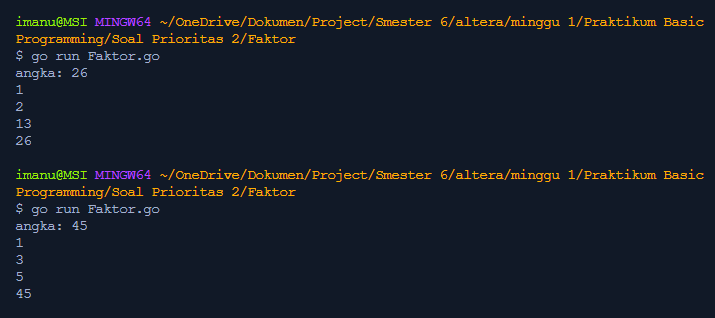 imanu@MSI MINGW64 ~/OneDrive/Dokumen/Project/Smester 6/altera/minggu 1/Praktikum Basic
Programming/Soal Prioritas 2/Faktor
$ go run Faktor.go
angka: 26
1
2
13
26
imanu@MSI MINGW64 ~/OneDrive/Dokumen/Project/Smester 6/altera/minggu 1/Praktikum Basic
Programming/Soal Prioritas 2/Faktor
$ go run Faktor.go
angka: 45
1
3
5
45